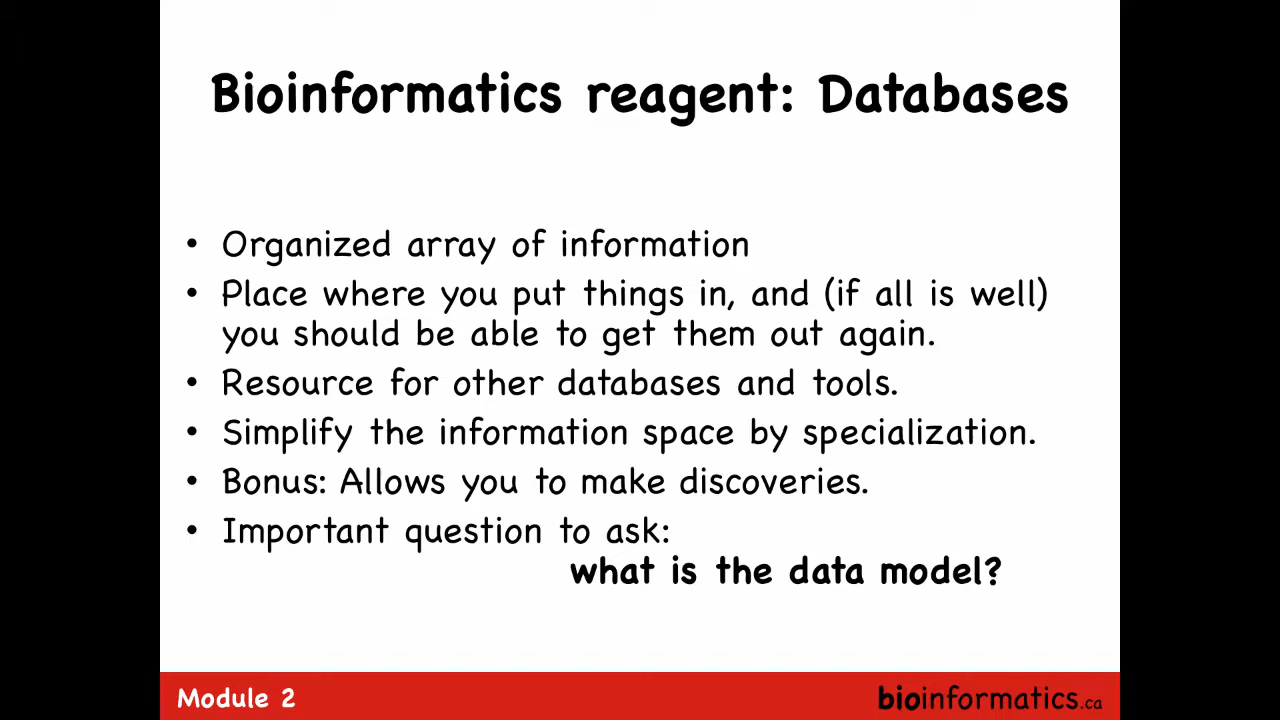 Bioinformatics reagent: Databases
• Organized array of information
• Place where you put things in, and (if all is well)
you should be able to get them out again.
• Resource for other databases and tools.
• Simplify the information space by specialization.
• Bonus: Allows you to make discoveries.
• Important question to ask:
what is the data model?
Module 2
bioinformatics.ca